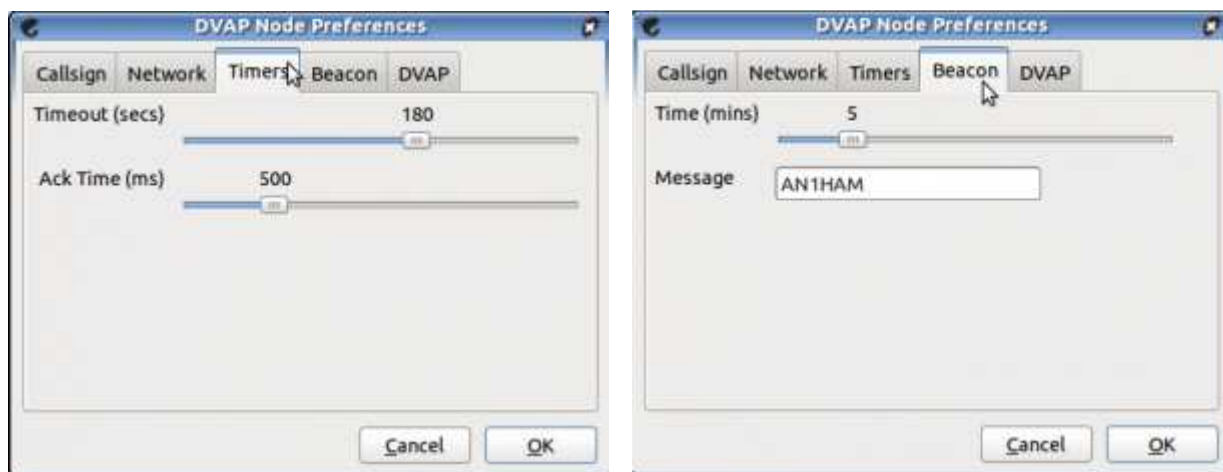 DVAP Node Preferences
Callsign Network Timers Beacon DVAP
Timeout (secs) 180
Ack Time (ms) 500
Cancel OK
DVAP Node Preferences
Callsign Network Timers Beacon DVAP
Time (mins) 5
Message AN1HAM
Cancel OK